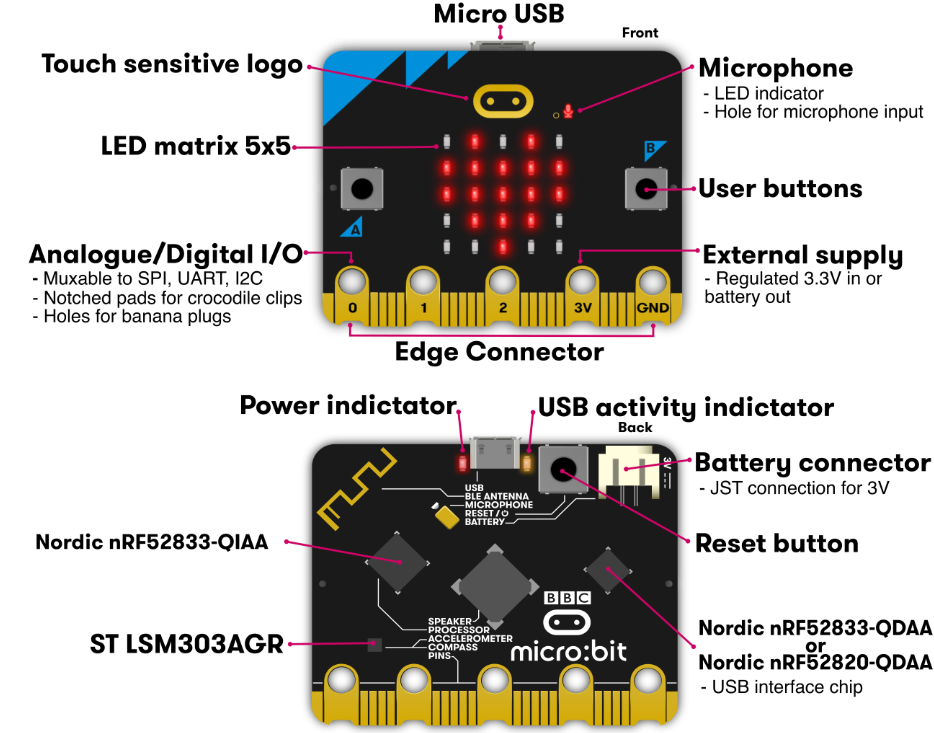 Micro USB
Front
Touch sensitive logo
Microphone
- LED indicator
- Hole for microphone input
LED matrix 5x5
B
User buttons
A
Analogue/Digital I/O
- Muxable to SPI, UART, I2C
- Notched pads for crocodile clips
- Holes for banana plugs
External supply
- Regulated 3.3V in or
battery out
0 1 2 3V GND
Edge Connector
Power indictator
USB activity indictator
Back
Battery connector
- JST connection for 3V
3V
USB
BLE ANTENNA
MICROPHONE
RESET / ⏻
BATTERY
Nordic nRF52833-QIAA
Reset button
BBC
micro:bit
SPEAKER
PROCESSOR
ACCELEROMETER
COMPASS
PINS
ST LSM303AGR
Nordic nRF52833-QDAA
or
Nordic nRF52820-QDAA
- USB interface chip